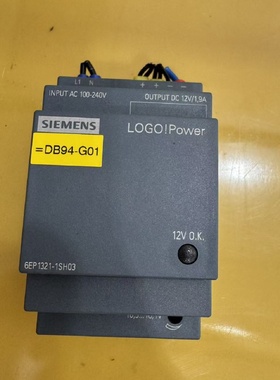 L1 N
+ + − −
INPUT AC 100-240V
OUTPUT DC 12V/1,9A
SIEMENS
LOGO!Power
=DB94-G01
12V O.K.
6EP1321-1SH03